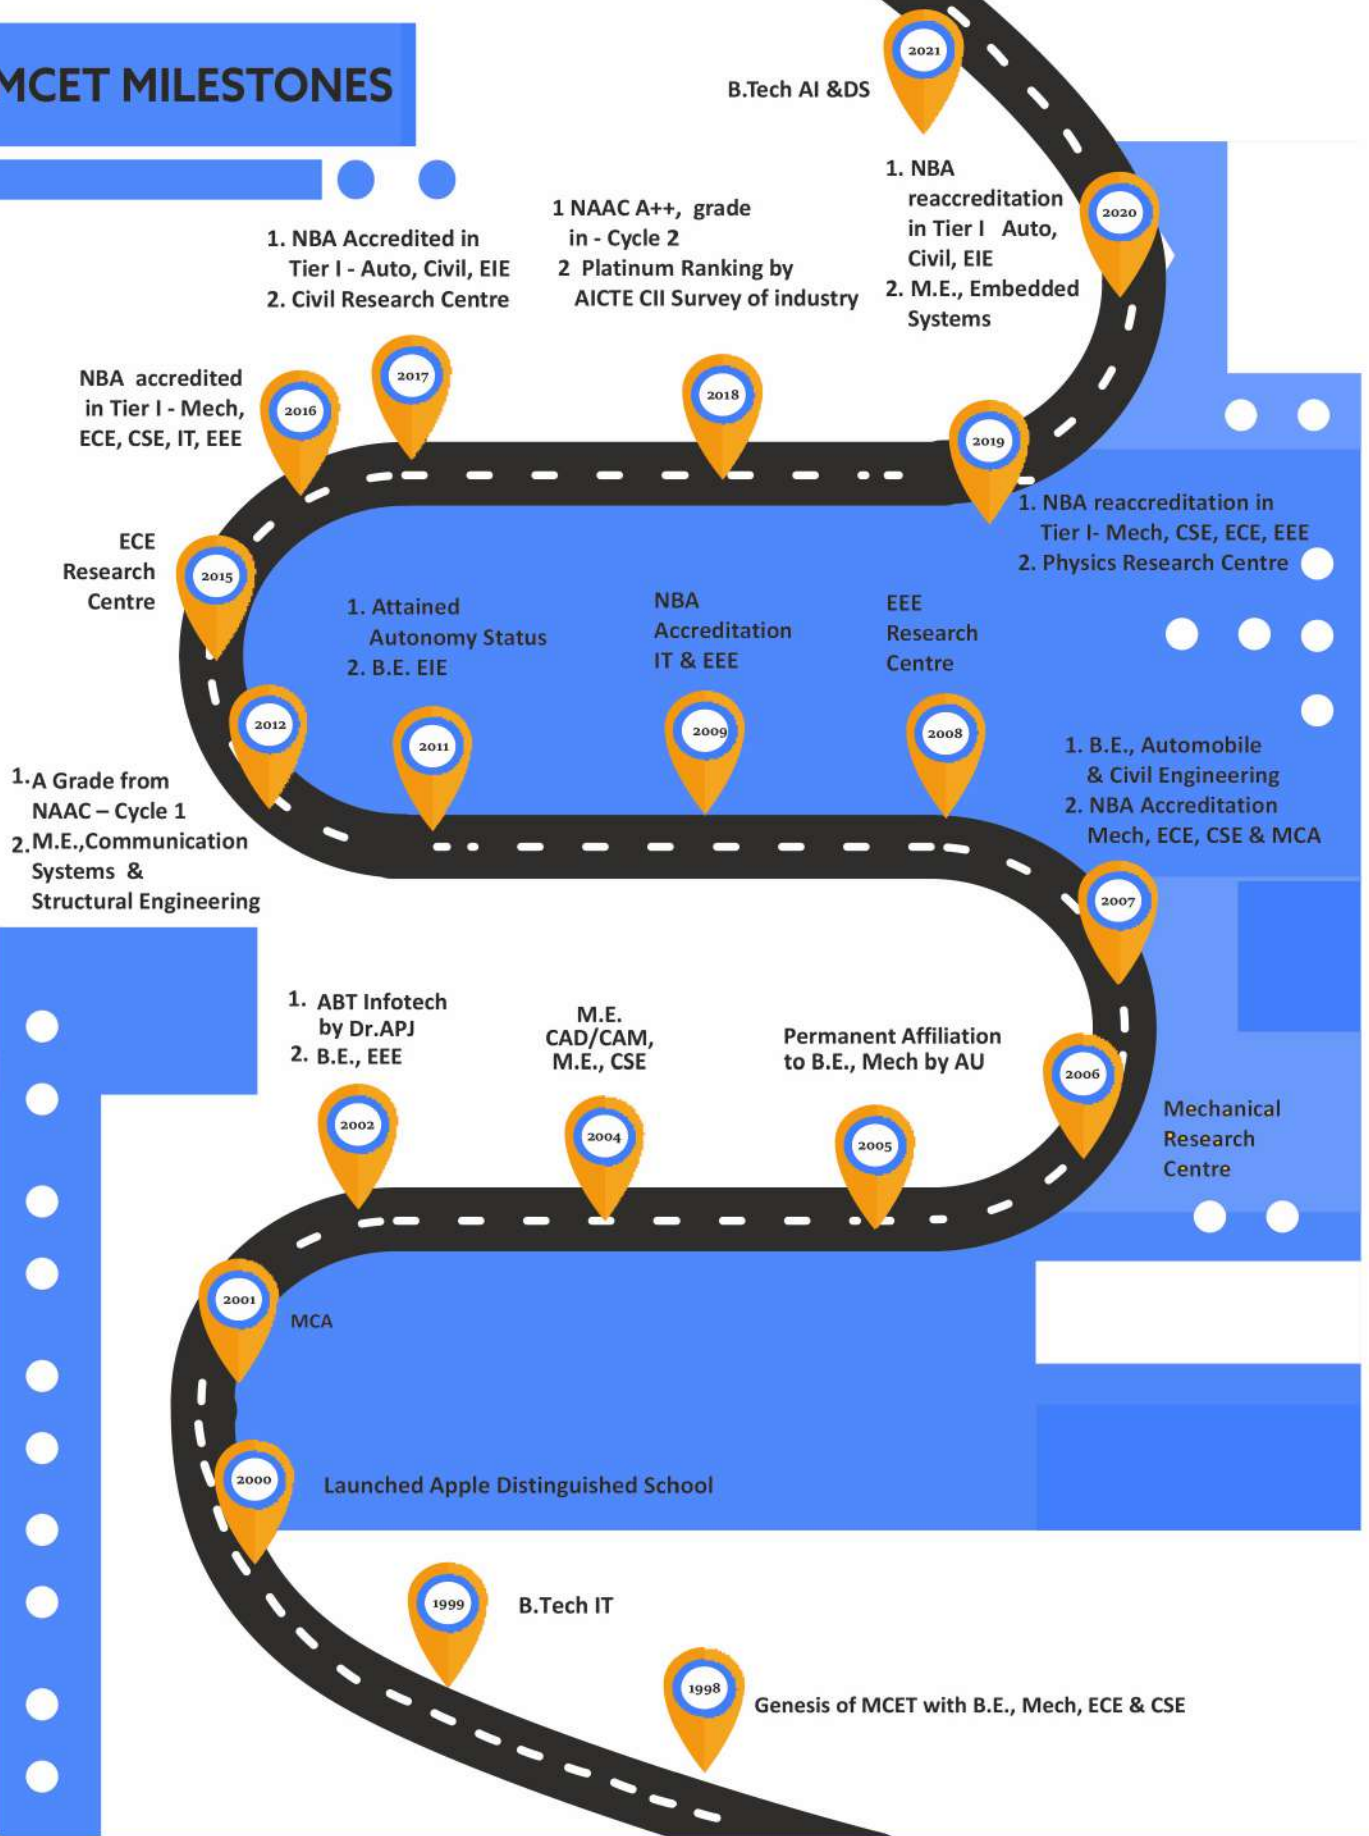 MCET MILESTONES
2021
B.Tech AI &DS
2020
1. NBA
reaccreditation
in Tier I Auto,
Civil, EIE
2. M.E., Embedded
Systems
1 NAAC A++, grade
in - Cycle 2
2 Platinum Ranking by
AICTE CII Survey of industry
2018
1. NBA Accredited in
Tier I - Auto, Civil, EIE
2. Civil Research Centre
2017
NBA accredited
in Tier I - Mech,
ECE, CSE, IT, EEE
2016
2019
1. NBA reaccreditation in
Tier I- Mech, CSE, ECE, EEE
2. Physics Research Centre
ECE
Research
Centre
2015
1. Attained
Autonomy Status
2. B.E. EIE
2011
NBA
Accreditation
IT & EEE
2009
EEE
Research
Centre
2008
2012
1.A Grade from
NAAC – Cycle 1
2.M.E.,Communication
Systems &
Structural Engineering
1. B.E., Automobile
& Civil Engineering
2. NBA Accreditation
Mech, ECE, CSE & MCA
2007
1. ABT Infotech
by Dr.APJ
2. B.E., EEE
2002
M.E.
CAD/CAM,
M.E., CSE
2004
Permanent Affiliation
to B.E., Mech by AU
2005
2006
Mechanical
Research
Centre
2001
MCA
2000
Launched Apple Distinguished School
1999
B.Tech IT
1998
Genesis of MCET with B.E., Mech, ECE & CSE